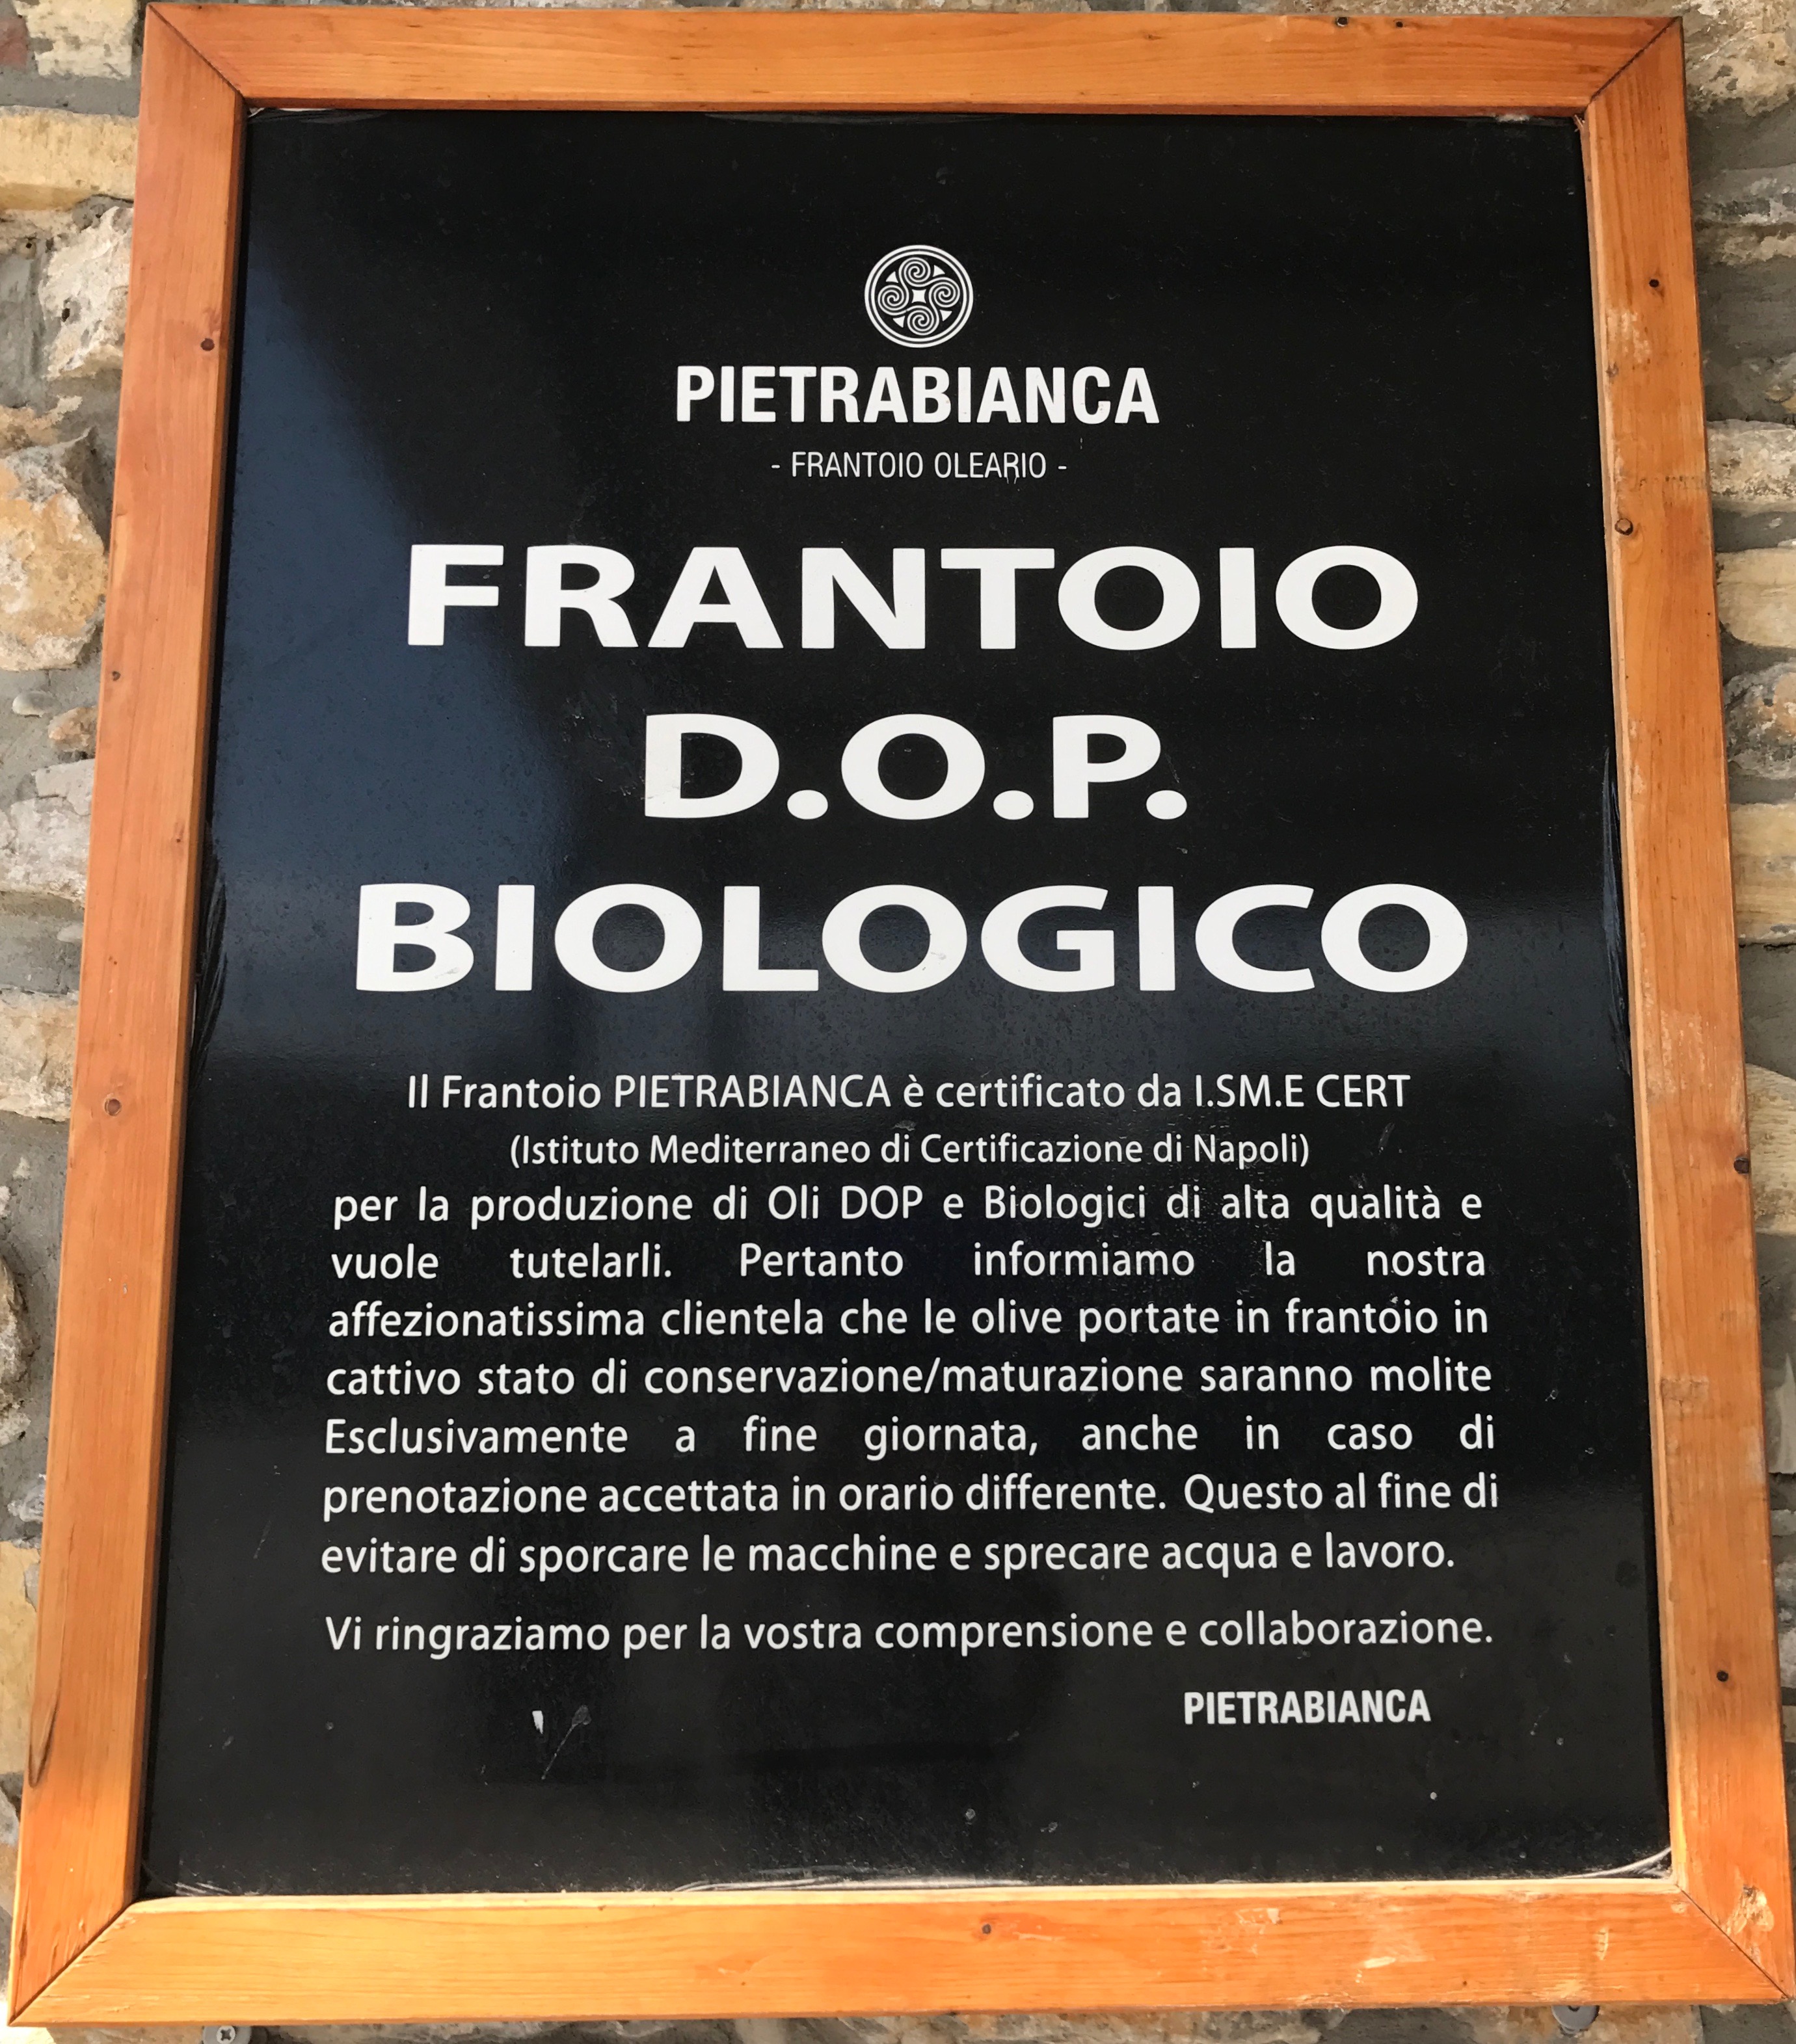 PIETRABIANCA
- FRANTOIO OLEARIO -
FRANTOIO
D.O.P.
BIOLOGICO
Il Frantoio PIETRABIANCA è certificato da I.SM.E CERT
(Istituto Mediterraneo di Certificazione di Napoli)
per la produzione di Oli DOP e Biologici di alta qualità e
vuole tutelarli. Pertanto informiamo la nostra
affezionatissima clientela che le olive portate in frantoio in
cattivo stato di conservazione/maturazione saranno molite
Esclusivamente a fine giornata, anche in caso di
prenotazione accettata in orario differente. Questo al fine di
evitare di sporcare le macchine e sprecare acqua e lavoro.
Vi ringraziamo per la vostra comprensione e collaborazione.
PIETRABIANCA